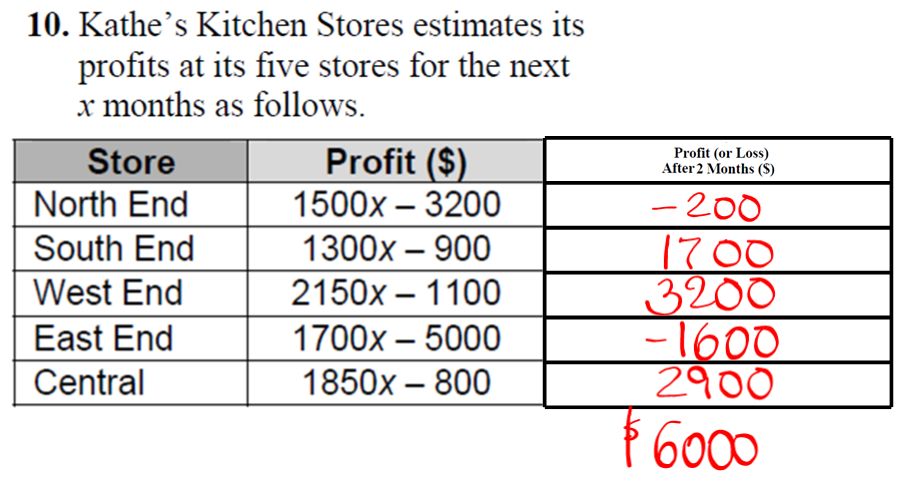 10. Kathe's Kitchen Stores estimates its
profits at its five stores for the next
x months as follows.
Store Profit ($) Profit (or Loss)
After 2 Months ($)
North End 1500x – 3200 -200
South End 1300x – 900 1700
West End 2150x – 1100 3200
East End 1700x – 5000 -1600
Central 1850x – 800 2900
$6000